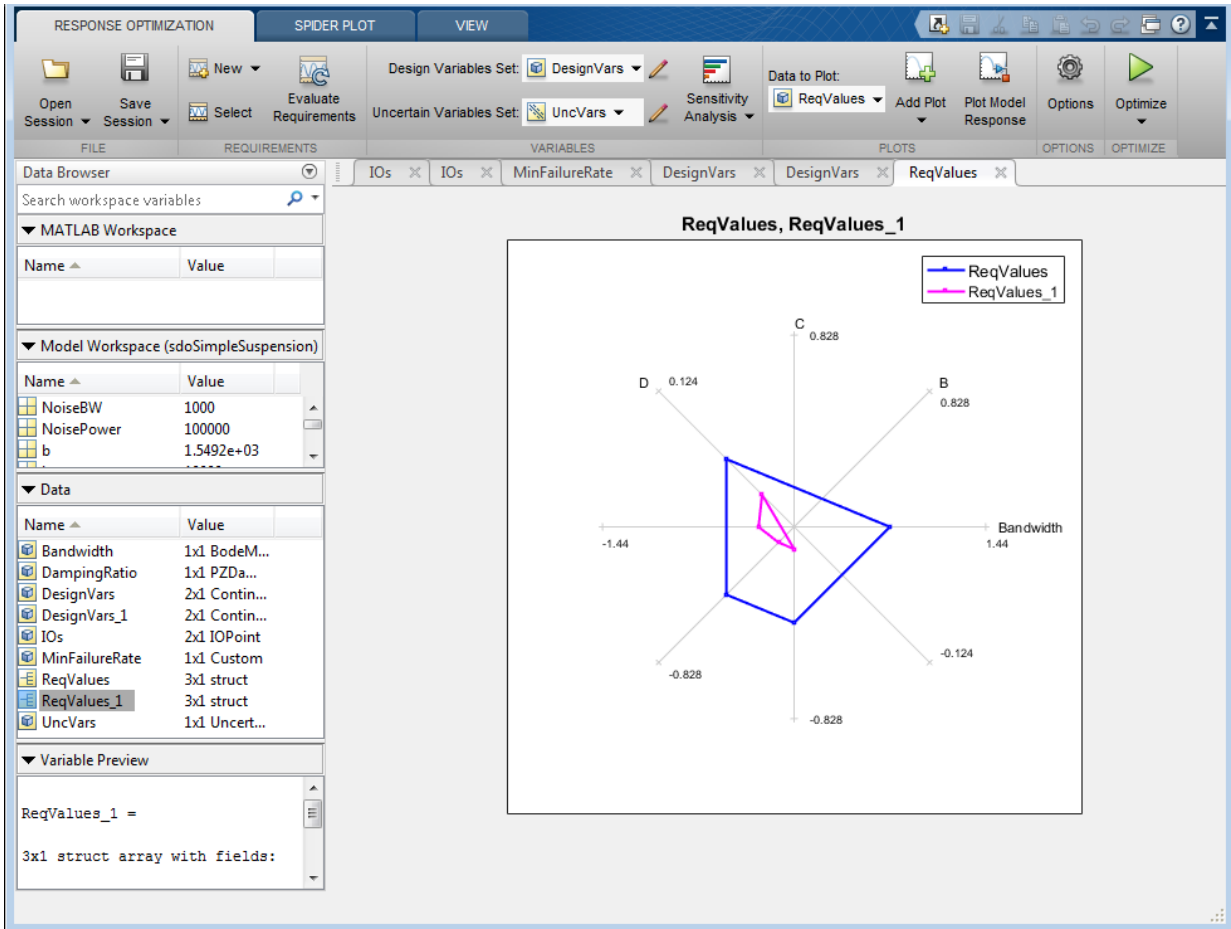 RESPONSE OPTIMIZATION SPIDER PLOT VIEW
New Design Variables Set: DesignVars Data to Plot:
Open Session Save Session Select Evaluate Requirements Uncertain Variables Set: UncVars Sensitivity Analysis ReqValues Add Plot Plot Model Response Options Optimize
FILE REQUIREMENTS VARIABLES PLOTS OPTIONS OPTIMIZE
Data Browser
Search workspace variables
MATLAB Workspace
Name Value
Model Workspace (sdoSimpleSuspension)
Name Value
NoiseBW 1000
NoisePower 100000
b 1.5492e+03
Data
Name Value
Bandwidth 1x1 BodeM...
DampingRatio 1x1 PZDa...
DesignVars 2x1 Contin...
DesignVars_1 2x1 Contin...
IOs 2x1 IOPoint
MinFailureRate 1x1 Custom
ReqValues 3x1 struct
ReqValues_1 3x1 struct
UncVars 1x1 Uncert...
Variable Preview
ReqValues_1 =
3x1 struct array with fields:
IOs IOs MinFailureRate DesignVars DesignVars ReqValues
ReqValues, ReqValues_1
ReqValues
ReqValues_1
C
0.828
D 0.124
B
0.828
-1.44
Bandwidth
1.44
-0.124
-0.828
-0.828